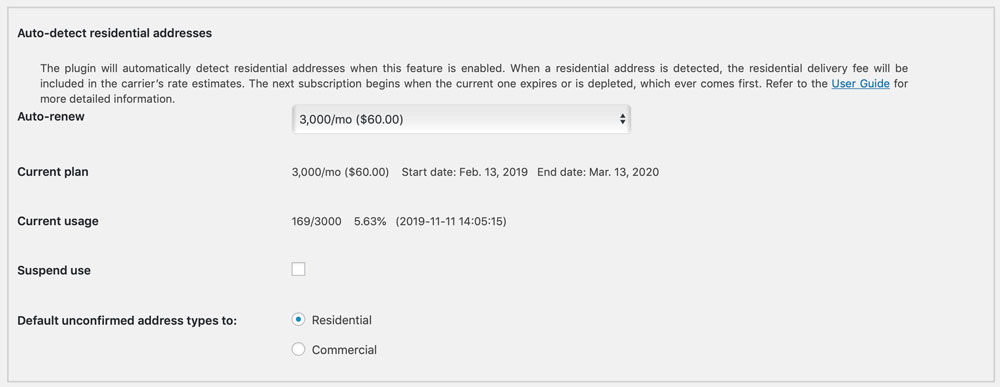 Auto-detect residential addresses
The plugin will automatically detect residential addresses when this feature is enabled. When a residential address is detected, the residential delivery fee will be
included in the carrier's rate estimates. The next subscription begins when the current one expires or is depleted, which ever comes first. Refer to the User Guide for
more detailed information.
Auto-renew 3,000/mo ($60.00)
Current plan 3,000/mo ($60.00) Start date: Feb. 13, 2019 End date: Mar. 13, 2020
Current usage 169/3000 5.63% (2019-11-11 14:05:15)
Suspend use
Default unconfirmed address types to: Residential
Commercial